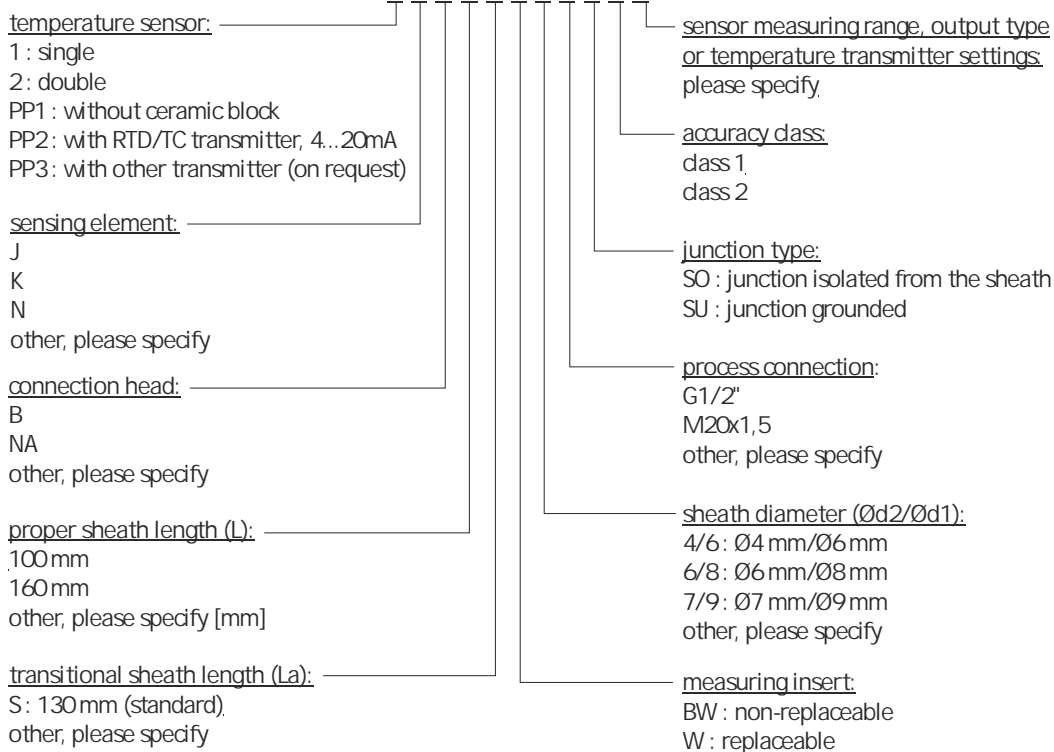 temperature sensor:
1 : single
2 : double
PP1 : without ceramic block
PP2 : with RTD/TC transmitter, 4...20mA
PP3 : with other transmitter (on request)
sensing element:
J
K
N
other, please specify
connection head:
B
NA
other, please specify
proper sheath length (L):
100 mm
160 mm
other, please specify [mm]
transitional sheath length (La):
S : 130 mm (standard)
other, please specify
sensor measuring range, output type
or temperature transmitter settings:
please specify
accuracy class:
class 1
class 2
junction type:
SO : junction isolated from the sheath
SU : junction grounded
process connection:
G1/2"
M20x1,5
other, please specify
sheath diameter (Ød2/Ød1):
4/6 : Ø4 mm/Ø6 mm
6/8 : Ø6 mm/Ø8 mm
7/9 : Ø7 mm/Ø9 mm
other, please specify
measuring insert:
BW : non-replaceable
W : replaceable